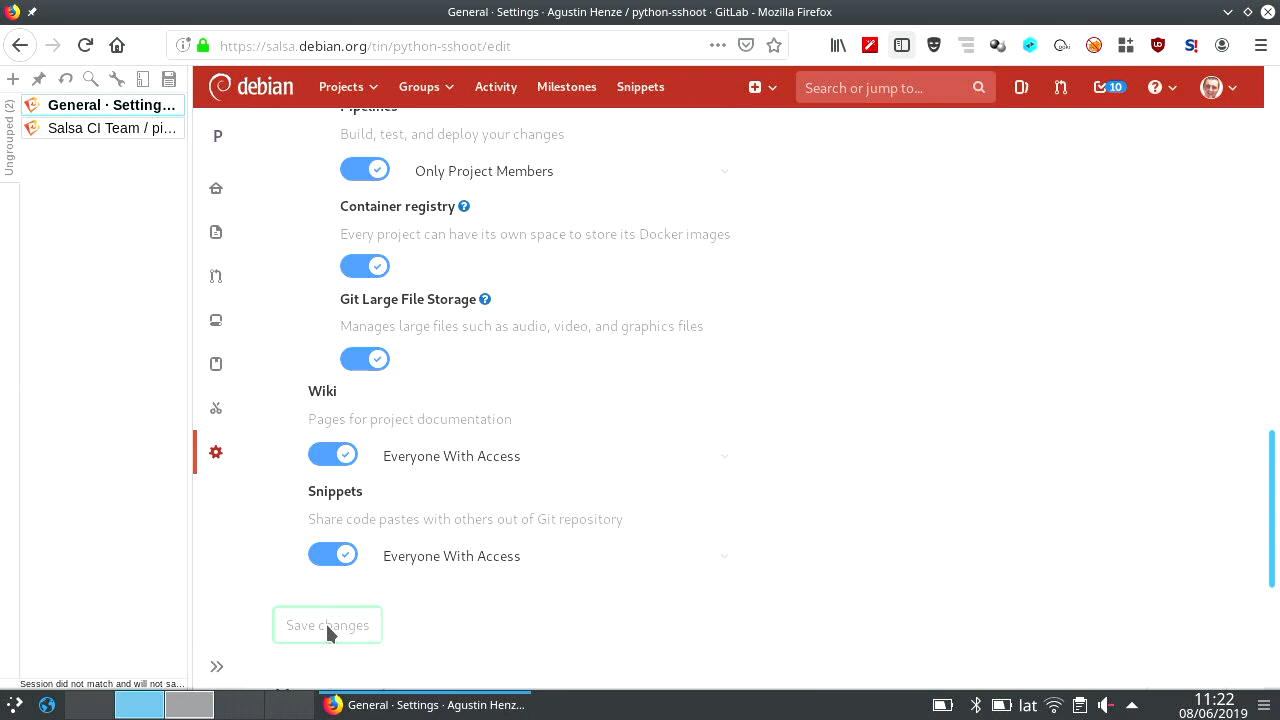 General · Settings · Agustin Henze / python-sshoot · GitLab - Mozilla Firefox
https://salsa.debian.org/tin/python-sshoot/edit
Ungrouped (2)
General · Setting...
Salsa CI Team / pi...
debian
Projects
Groups
Activity
Milestones
Snippets
Search or jump to...
10
P
Pipelines
Build, test, and deploy your changes
Only Project Members
Container registry
Every project can have its own space to store its Docker images
Git Large File Storage
Manages large files such as audio, video, and graphics files
Wiki
Pages for project documentation
Everyone With Access
Snippets
Share code pastes with others out of Git repository
Everyone With Access
Save changes
Session did not match and will not sa...
General · Settings · Agustin Henz...
lat
11:22
08/06/2019